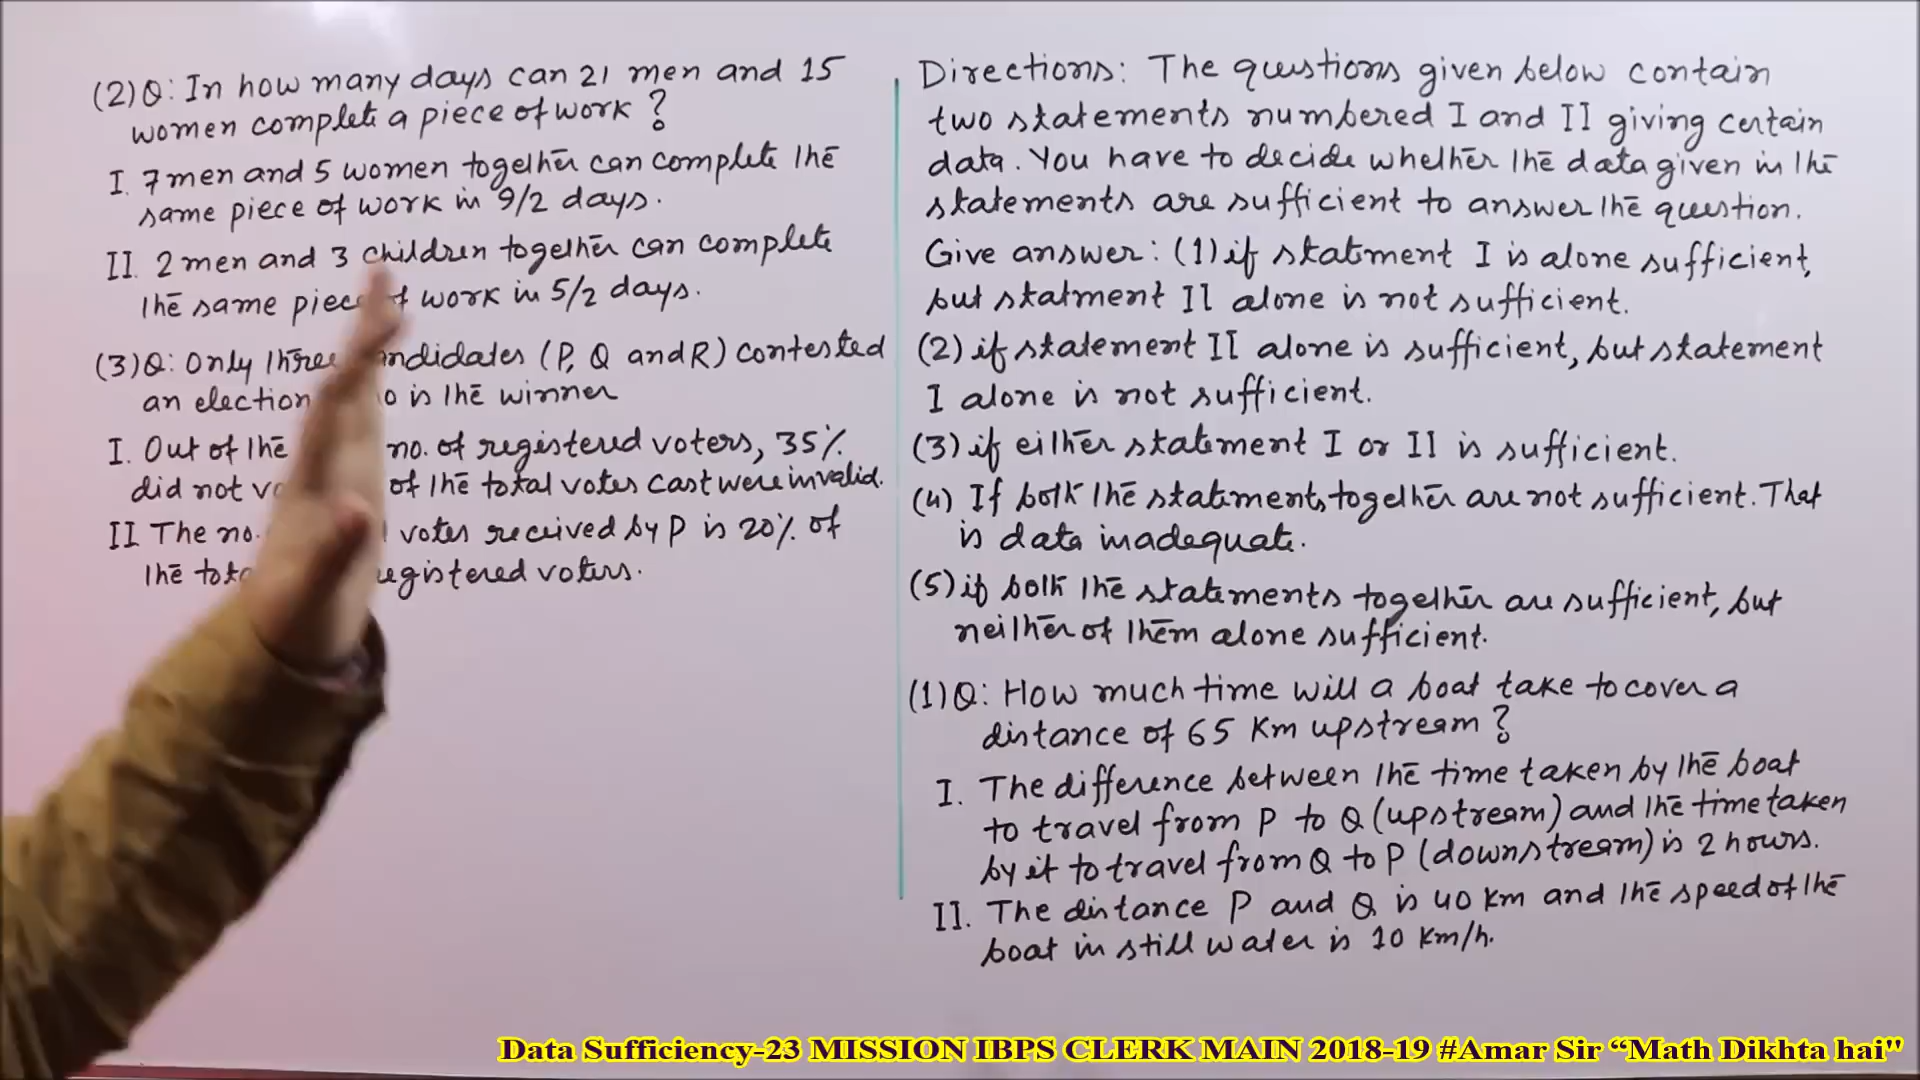 (2) Q: In how many days can 21 men and 15
women complete a piece of work ?
I. 7 men and 5 women together can complete the
same piece of work in 9/2 days.
II. 2 men and 3 children together can complete
the same piece of work in 5/2 days.
(3) Q: Only three (P, Q and R) contested
an election is the winner
I. Out of the no. of registered voters, 35%
did not of the total votes cast were invalid.
II The no. votes received by P is 20% of
the registered voters.
Directions: The questions given below contain
two statements numbered I and II giving certain
data. You have to decide whether the data given in the
statements are sufficient to answer the question.
Give answer: (1) if statement I is alone sufficient,
but statment II alone is not sufficient.
(2) if statement II alone is sufficient, but statement
I alone is not sufficient.
(3) if either statement I or II is sufficient.
(4) If both the statements together are not sufficient. That
is data inadequate.
(5) if both the statements together are sufficient, but
neither of them alone sufficient.
(1) Q: How much time will a boat take to cover a
distance of 65 Km upstream ?
I. The difference between the time taken by the boat
to travel from P to Q (upstream) and the time taken
by it to travel from Q to P (downstream) is 2 hours.
II. The distance P and Q is 40 km and the speed of the
boat in still water is 10 km/h.
Data Sufficiency-23 MISSION IBPS CLERK MAIN 2018-19 #Amar Sir “Math Dikhta hai"